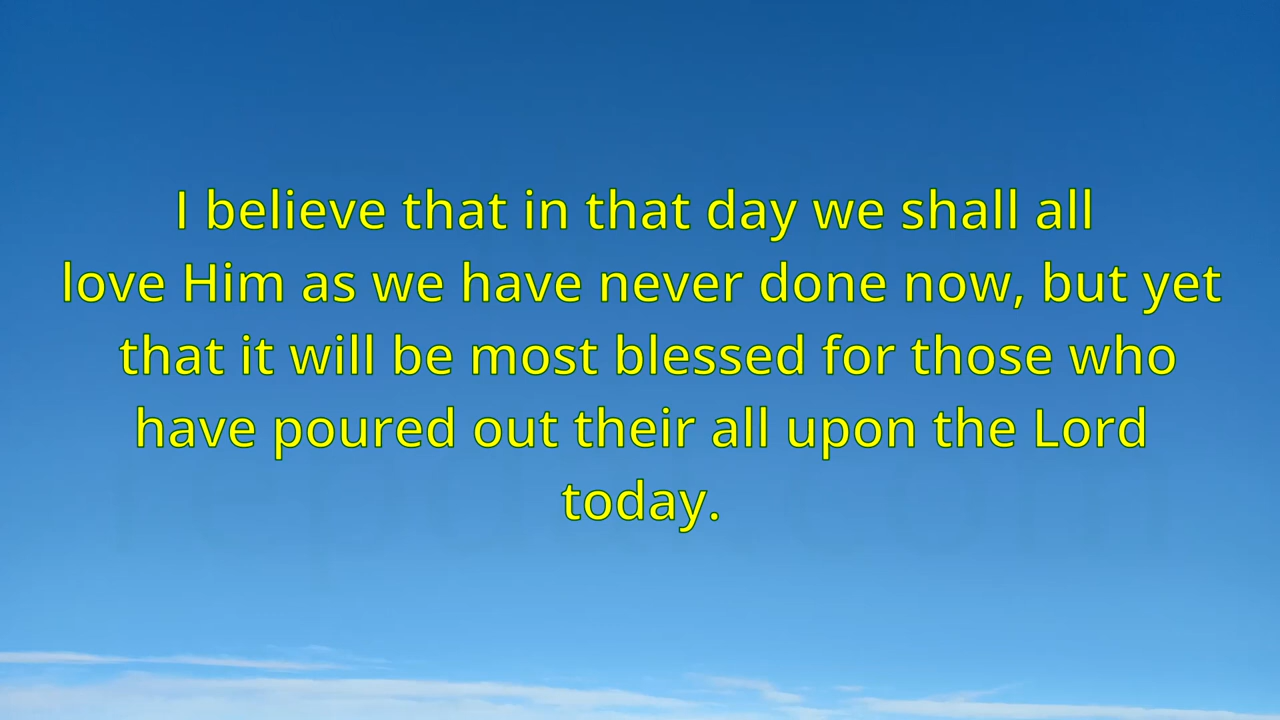 I believe that in that day we shall all
love Him as we have never done now, but yet
that it will be most blessed for those who
have poured out their all upon the Lord
today.